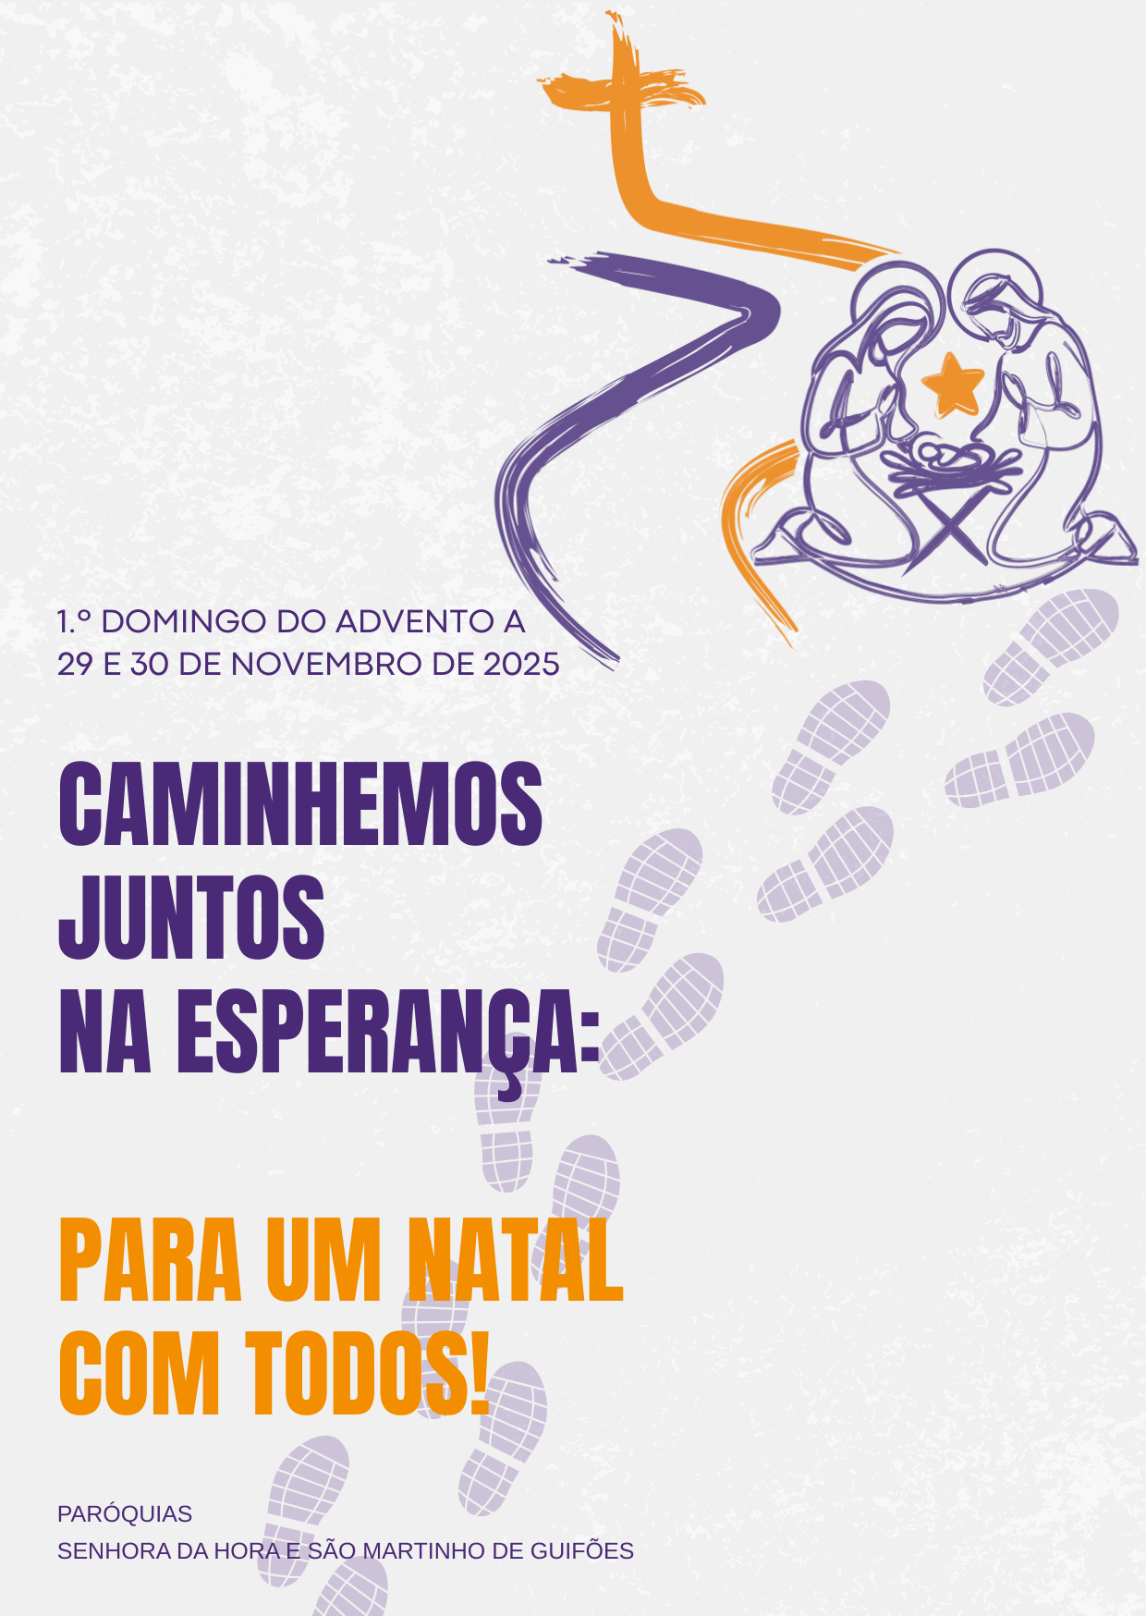 1.º DOMINGO DO ADVENTO A
29 E 30 DE NOVEMBRO DE 2025
CAMINHEMOS
JUNTOS
NA ESPERANÇA:
PARA UM NATAL
COM TODOS!
PARÓQUIAS
SENHORA DA HORA E SÃO MARTINHO DE GUIFÕES